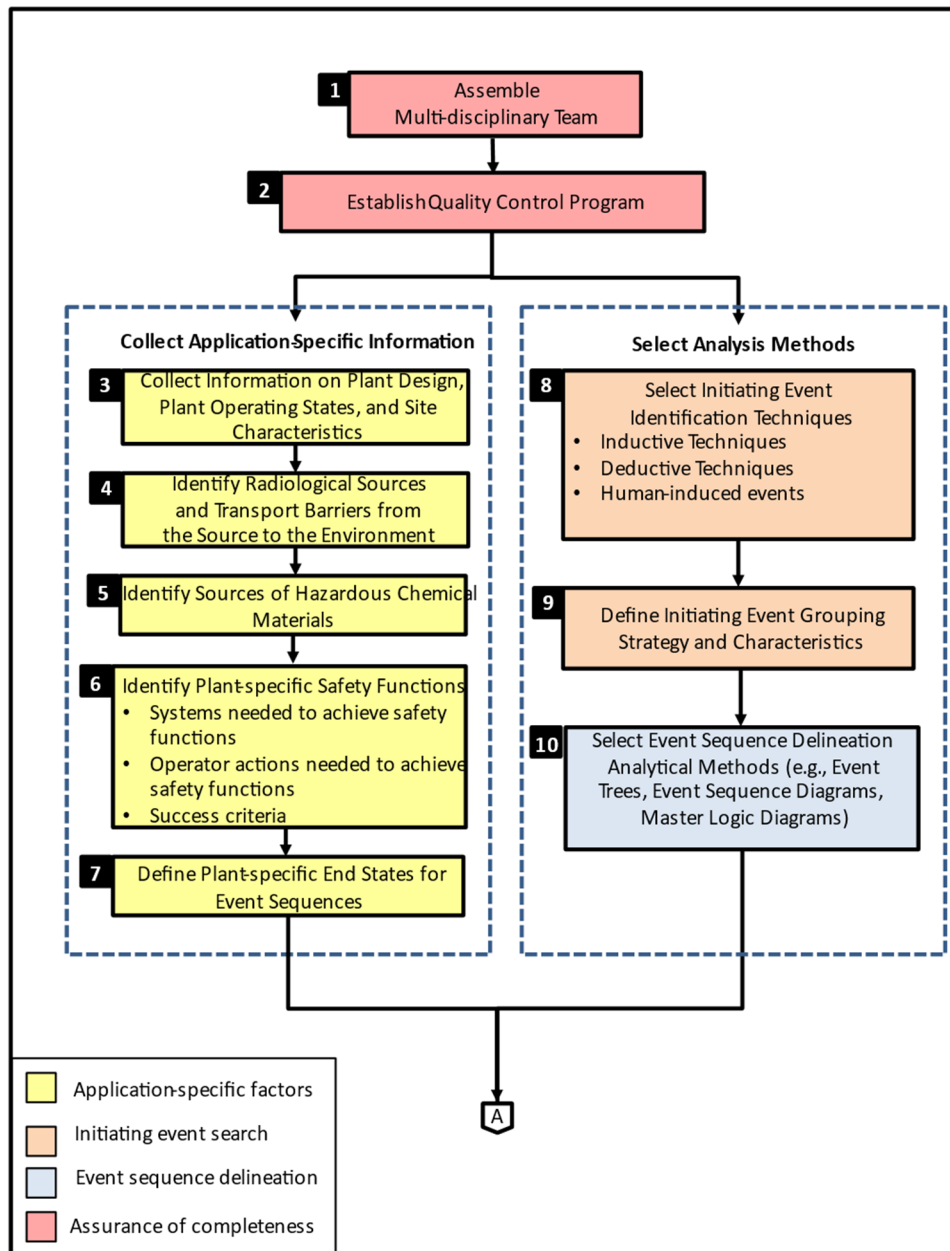 1
Assemble
Multi-disciplinary Team
2
Establish Quality Control Program
Collect Application-Specific Information
3
Collect Information on Plant Design,
Plant Operating States, and Site
Characteristics
4
Identify Radiological Sources
and Transport Barriers from
the Source to the Environment
5
Identify Sources of Hazardous Chemical
Materials
6
Identify Plant-specific Safety Functions
• Systems needed to achieve safety
functions
• Operator actions needed to achieve
safety functions
• Success criteria
7
Define Plant-specific End States for
Event Sequences
Select Analysis Methods
8
Select Initiating Event
Identification Techniques
• Inductive Techniques
• Deductive Techniques
• Human-induced events
9
Define Initiating Event Grouping
Strategy and Characteristics
10
Select Event Sequence Delineation
Analytical Methods (e.g., Event
Trees, Event Sequence Diagrams,
Master Logic Diagrams)
A
Application-specific factors
Initiating event search
Event sequence delineation
Assurance of completeness